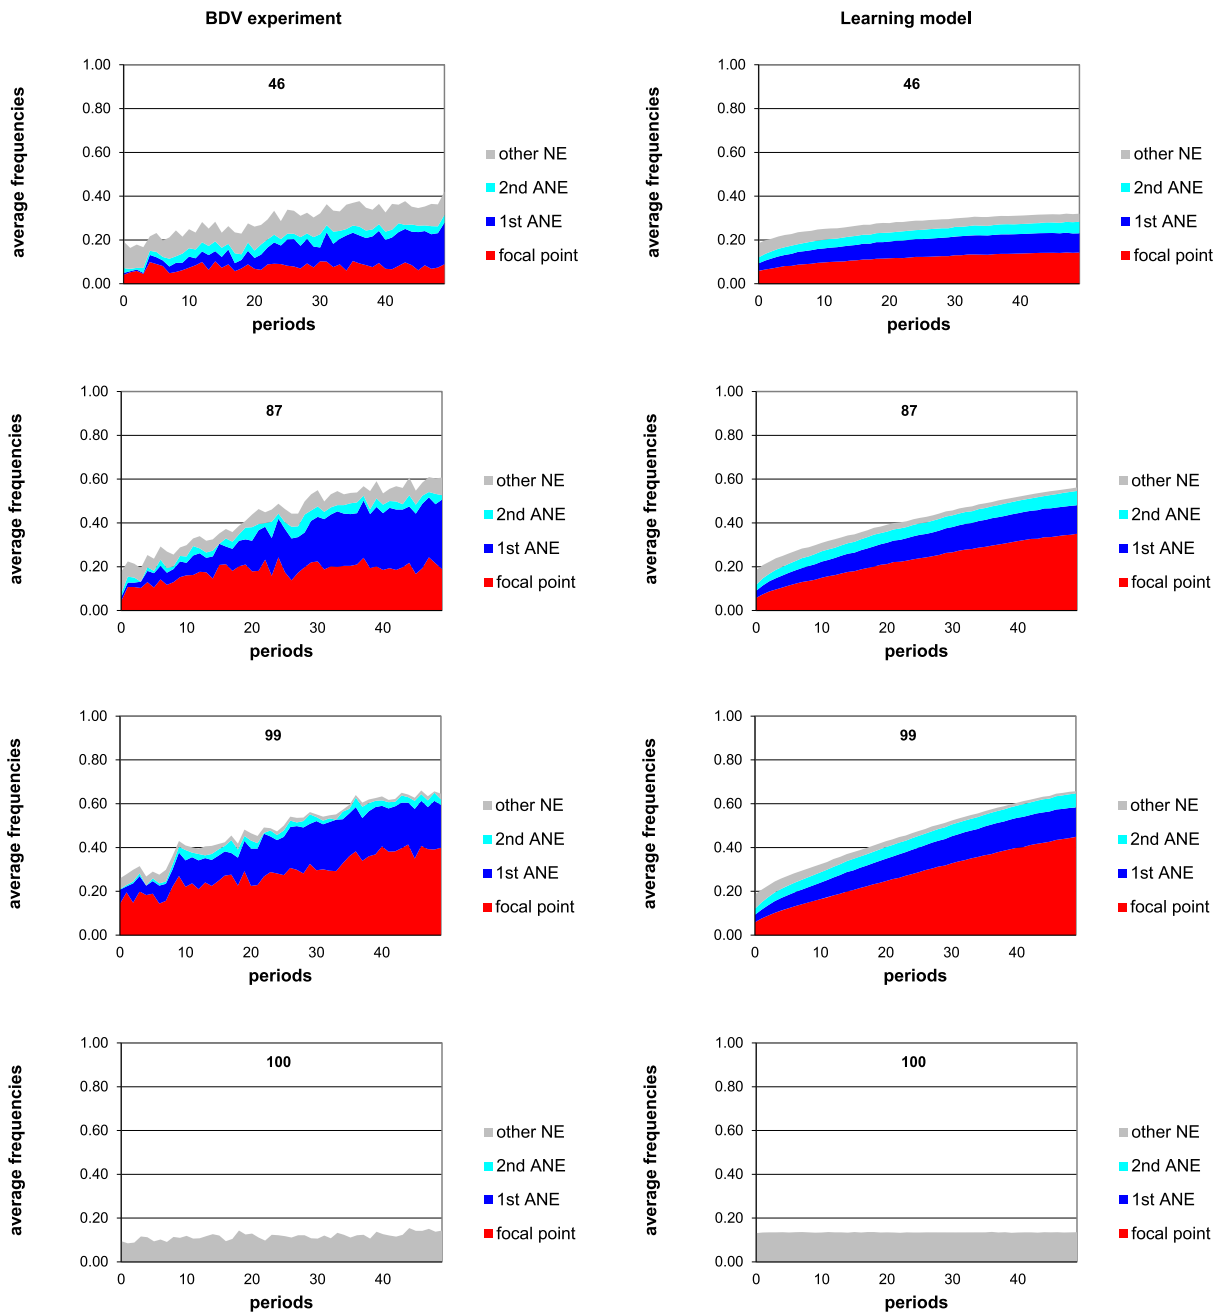 BDV experiment
Learning model
average frequencies
1.00
0.80
0.60
0.40
0.20
0.00
46
0
10
20
30
40
periods
other NE
2nd ANE
1st ANE
focal point
average frequencies
1.00
0.80
0.60
0.40
0.20
0.00
46
0
10
20
30
40
periods
other NE
2nd ANE
1st ANE
focal point
average frequencies
1.00
0.80
0.60
0.40
0.20
0.00
87
0
10
20
30
40
periods
other NE
2nd ANE
1st ANE
focal point
average frequencies
1.00
0.80
0.60
0.40
0.20
0.00
87
0
10
20
30
40
periods
other NE
2nd ANE
1st ANE
focal point
average frequencies
1.00
0.80
0.60
0.40
0.20
0.00
99
0
10
20
30
40
periods
other NE
2nd ANE
1st ANE
focal point
average frequencies
1.00
0.80
0.60
0.40
0.20
0.00
99
0
10
20
30
40
periods
other NE
2nd ANE
1st ANE
focal point
average frequencies
1.00
0.80
0.60
0.40
0.20
0.00
100
0
10
20
30
40
periods
other NE
2nd ANE
1st ANE
focal point
average frequencies
1.00
0.80
0.60
0.40
0.20
0.00
100
0
10
20
30
40
periods
other NE
2nd ANE
1st ANE
focal point